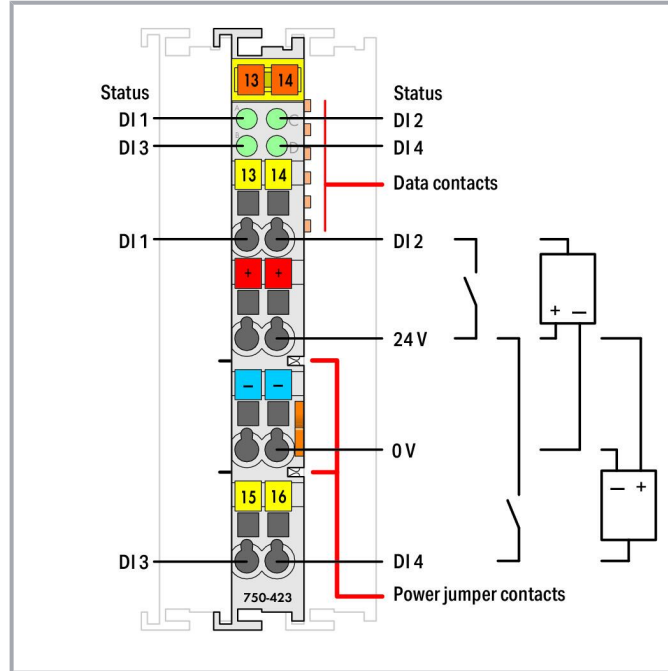 13 14
Status Status
DI 1 A C DI 2
DI 3 B D DI 4
13 14
Data contacts
DI 1 DI 2
+ +
+ −
24 V
− −
0 V
− +
15 16
DI 3 DI 4
750-423
Power jumper contacts